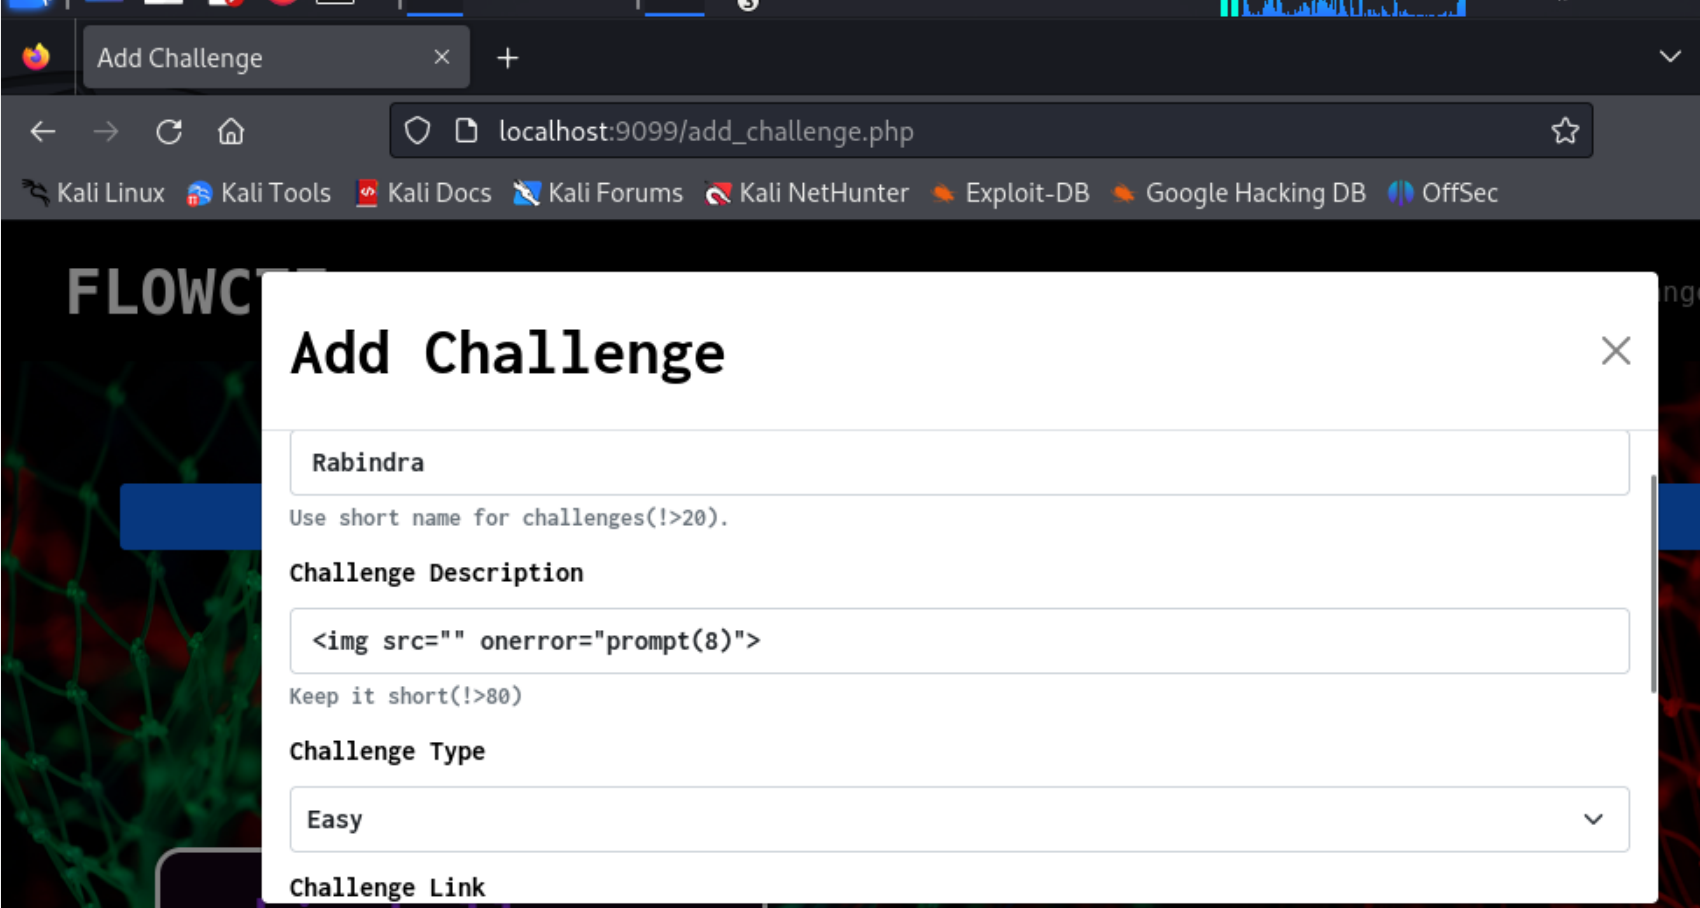 Add Challenge
localhost:9099/add_challenge.php
Kali Linux Kali Tools Kali Docs Kali Forums Kali NetHunter Exploit-DB Google Hacking DB OffSec
FLOWC
Add Challenge
Rabindra
Use short name for challenges(!>20).
Challenge Description
<img src="" onerror="prompt(8)">
Keep it short(!>80)
Challenge Type
Easy
Challenge Link